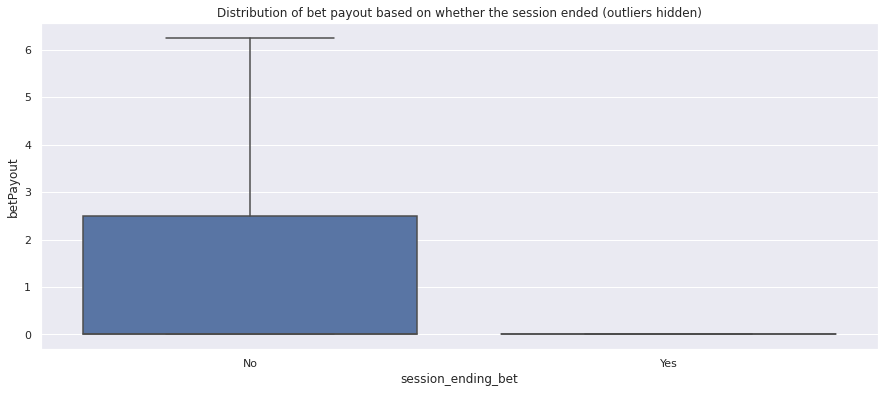 Distribution of bet payout based on whether the session ended (outliers hidden)
betPayout
6
5
4
3
2
1
0
No
Yes
session_ending_bet